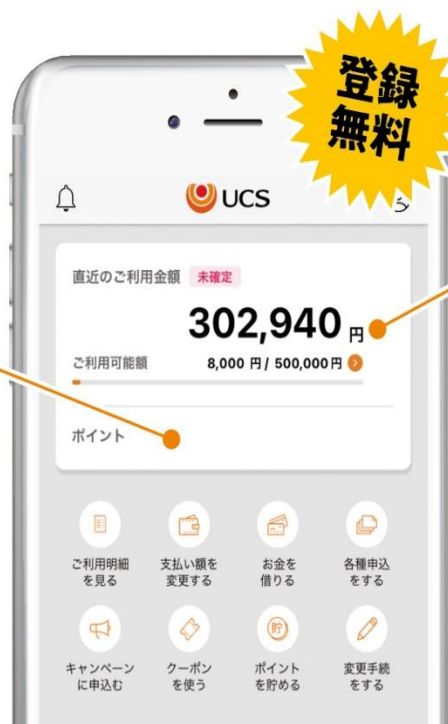 登録
無料
UCS
直近のご利用金額 未確定
302,940 円
ご利用可能額 8,000 円 / 500,000円
ポイント
ご利用明細
を見る
支払い額を
変更する
お金を
借りる
各種申込
をする
キャンペーン
に申込む
クーポン
を使う
貯
ポイント
を貯める
変更手続
をする